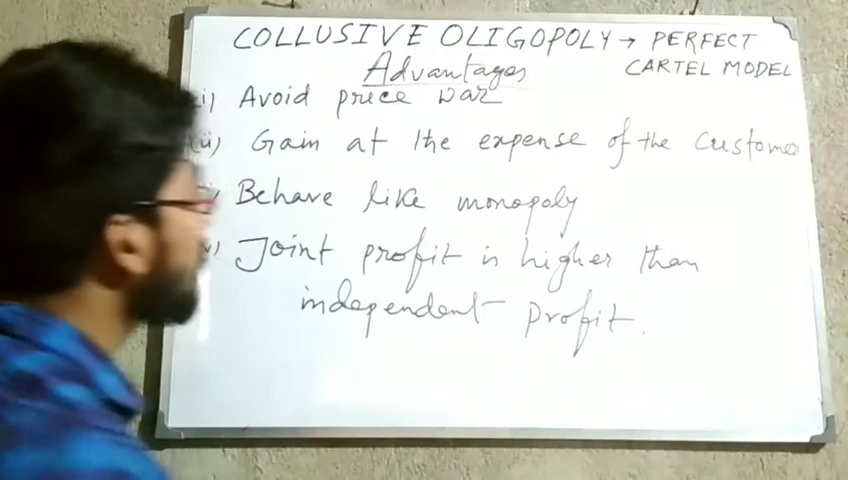 COLLUSIVE OLIGOPOLY → PERFECT
CARTEL MODEL
Advantages
i) Avoid price war
ii) Gain at the expense of the customer
Behave like monopoly
Joint profit is higher than
independent profit.